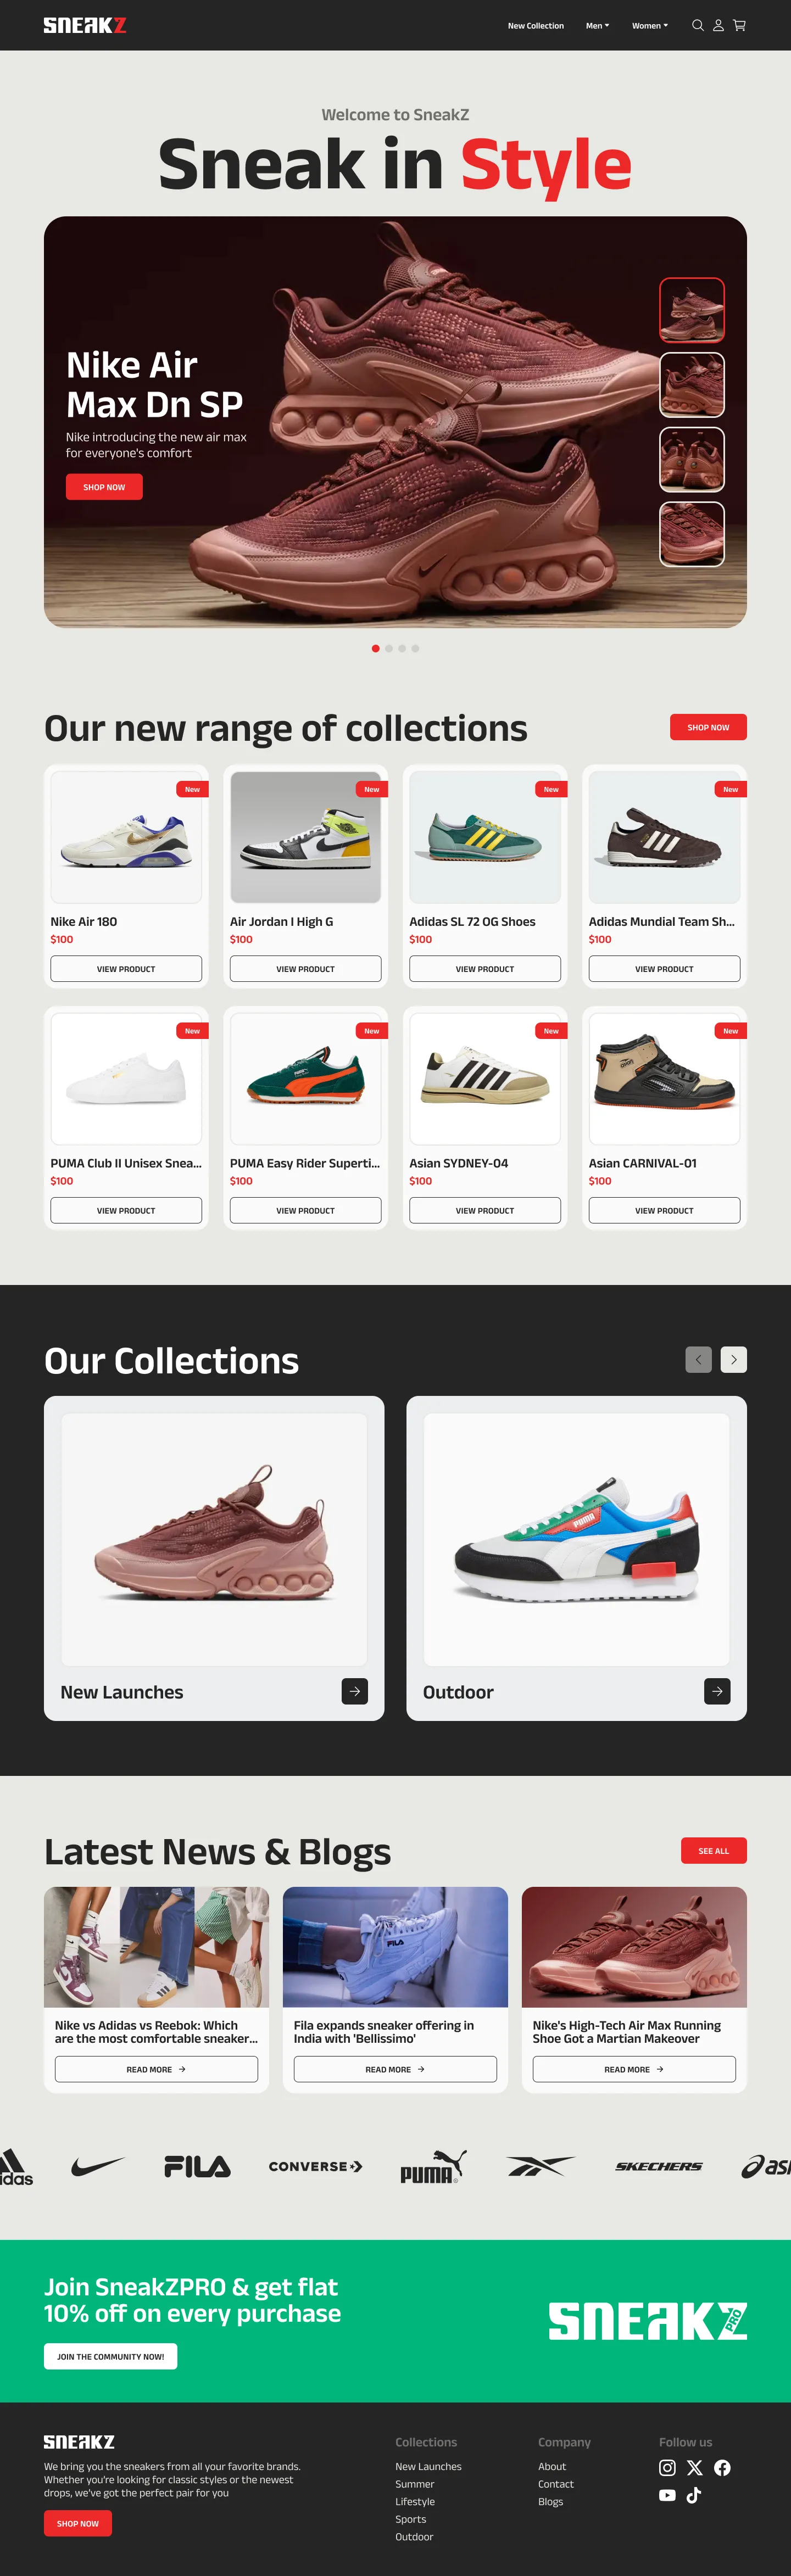 SNEAKZ
New Collection Men Women
Welcome to SneakZ
Sneak in Style
Nike Air
Max Dn SP
Nike introducing the new air max
for everyone's comfort
SHOP NOW
Our new range of collections
SHOP NOW
New New New New
Nike Air 180 Air Jordan I High G Adidas SL 72 OG Shoes Adidas Mundial Team Sh...
$100 $100 $100 $100
VIEW PRODUCT VIEW PRODUCT VIEW PRODUCT VIEW PRODUCT
New New New New
PUMA Club II Unisex Snea... PUMA Easy Rider Superti... Asian SYDNEY-04 Asian CARNIVAL-01
$100 $100 $100 $100
VIEW PRODUCT VIEW PRODUCT VIEW PRODUCT VIEW PRODUCT
Our Collections
PUMA
New Launches
Outdoor
Latest News & Blogs
SEE ALL
FILA
Nike vs Adidas vs Reebok: Which
are the most comfortable sneaker...
READ MORE
Fila expands sneaker offering in
India with 'Bellissimo'
READ MORE
Nike's High-Tech Air Max Running
Shoe Got a Martian Makeover
READ MORE
idas FILA CONVERSE PUMA SKECHERS asi
Join SneakZPRO & get flat
10% off on every purchase
JOIN THE COMMUNITY NOW!
SNEAKZ PRO
SNEAKZ
We bring you the sneakers from all your favorite brands.
Whether you're looking for classic styles or the newest
drops, we've got the perfect pair for you
SHOP NOW
Collections
New Launches
Summer
Lifestyle
Sports
Outdoor
Company
About
Contact
Blogs
Follow us